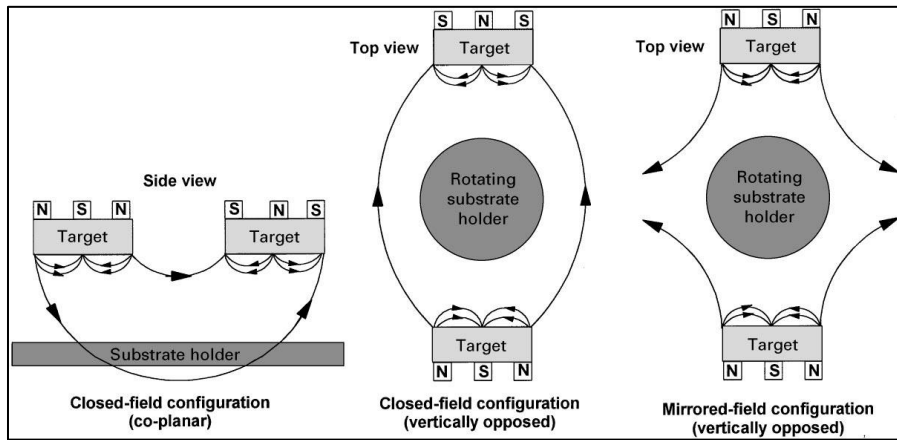 Side view
N S N
S N S
Target
Target
Substrate holder
Closed-field configuration
(co-planar)
S N S
Top view
Target
Rotating
substrate
holder
Target
N S N
Closed-field configuration
(vertically opposed)
N S N
Top view
Target
Rotating
substrate
holder
Target
N S N
Mirrored-field configuration
(vertically opposed)